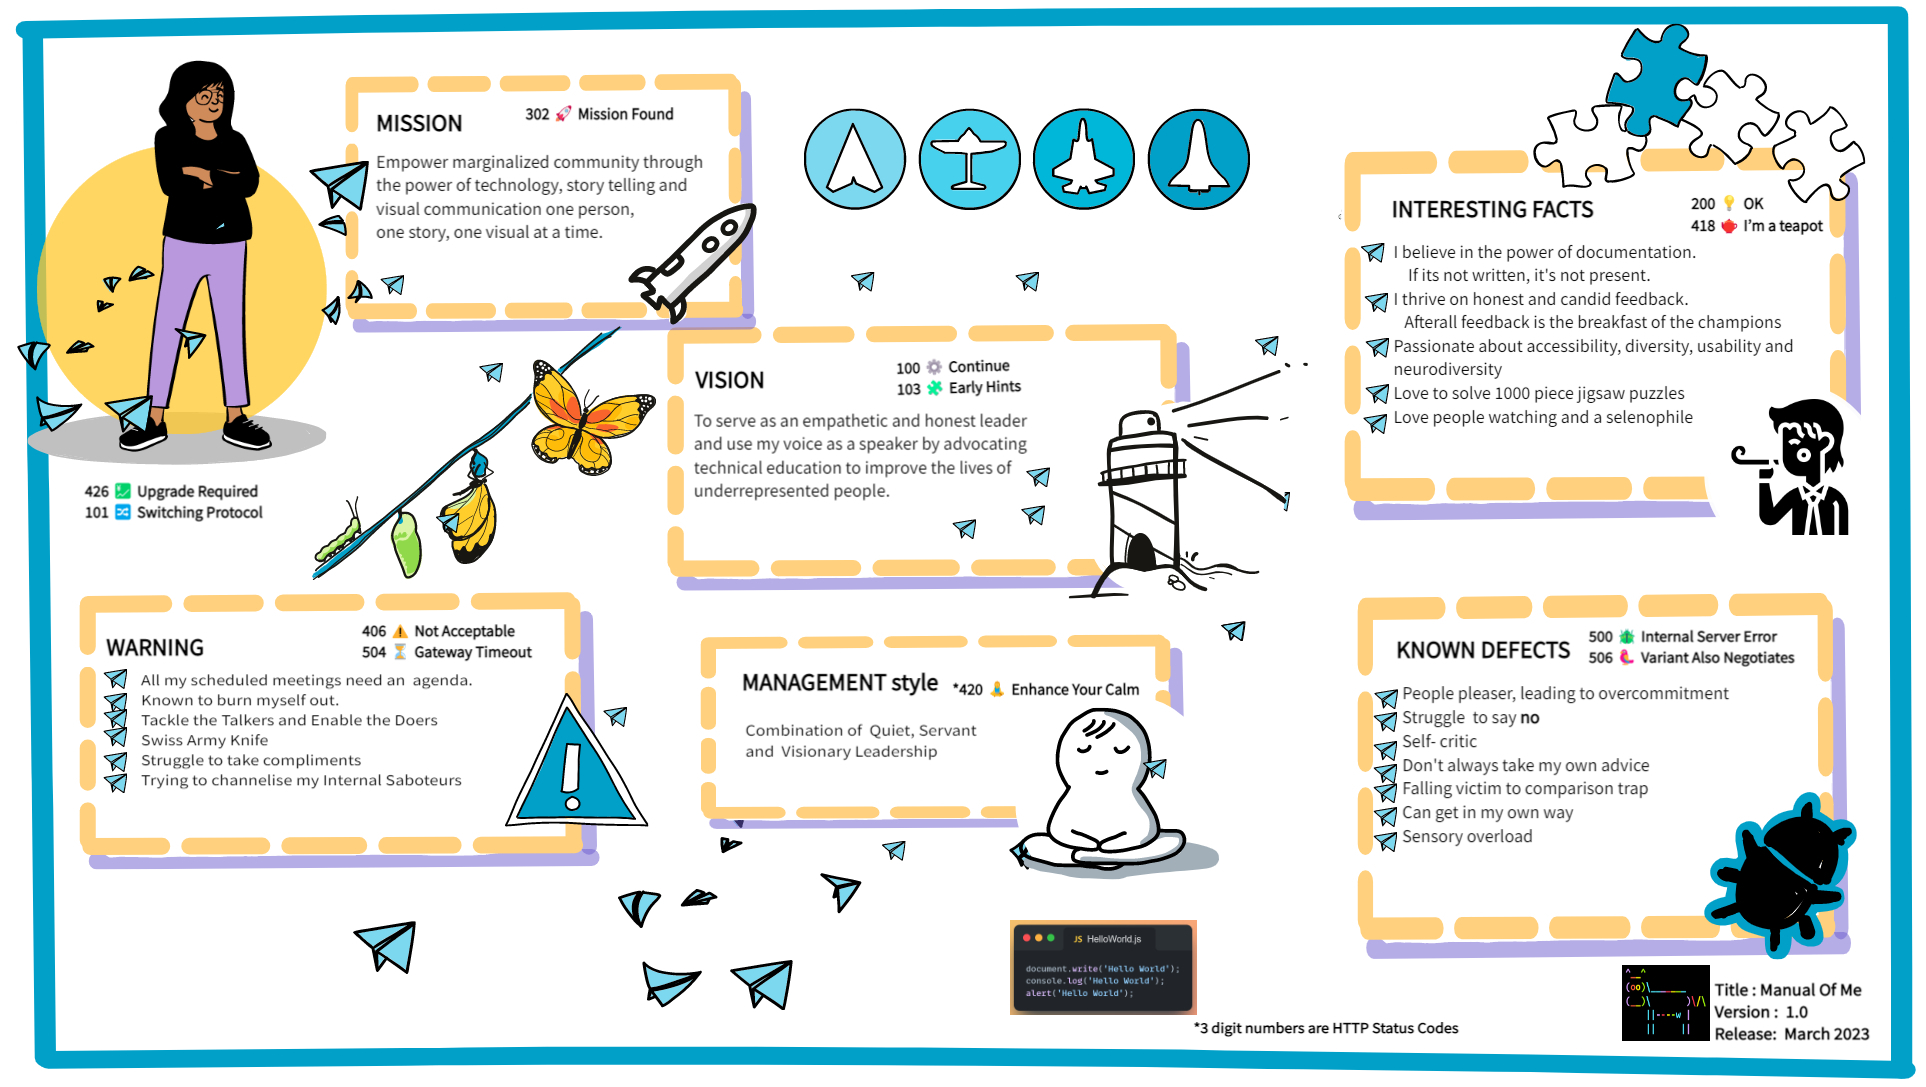 MISSION
302 Mission Found
Empower marginalized community through
the power of technology, story telling and
visual communication one person,
one story, one visual at a time.
426 Upgrade Required
101 Switching Protocol
VISION
100 Continue
103 Early Hints
To serve as an empathetic and honest leader
and use my voice as a speaker by advocating
technical education to improve the lives of
underrepresented people.
INTERESTING FACTS
200 OK
418 I'm a teapot
I believe in the power of documentation.
If its not written, it's not present.
I thrive on honest and candid feedback.
Afterall feedback is the breakfast of the champions
Passionate about accessibility, diversity, usability and
neurodiversity
Love to solve 1000 piece jigsaw puzzles
Love people watching and a selenophile
WARNING
406 Not Acceptable
504 Gateway Timeout
All my scheduled meetings need an agenda.
Known to burn myself out.
Tackle the Talkers and Enable the Doers
Swiss Army Knife
Struggle to take compliments
Trying to channelise my Internal Saboteurs
MANAGEMENT style
*420 Enhance Your Calm
Combination of Quiet, Servant
and Visionary Leadership
KNOWN DEFECTS
500 Internal Server Error
506 Variant Also Negotiates
People pleaser, leading to overcommitment
Struggle to say no
Self- critic
Don't always take my own advice
Falling victim to comparison trap
Can get in my own way
Sensory overload
JS HelloWorld.js
document.write('Hello World');
console.log('Hello World');
alert('Hello World');
*3 digit numbers are HTTP Status Codes
Title : Manual Of Me
Version : 1.0
Release: March 2023